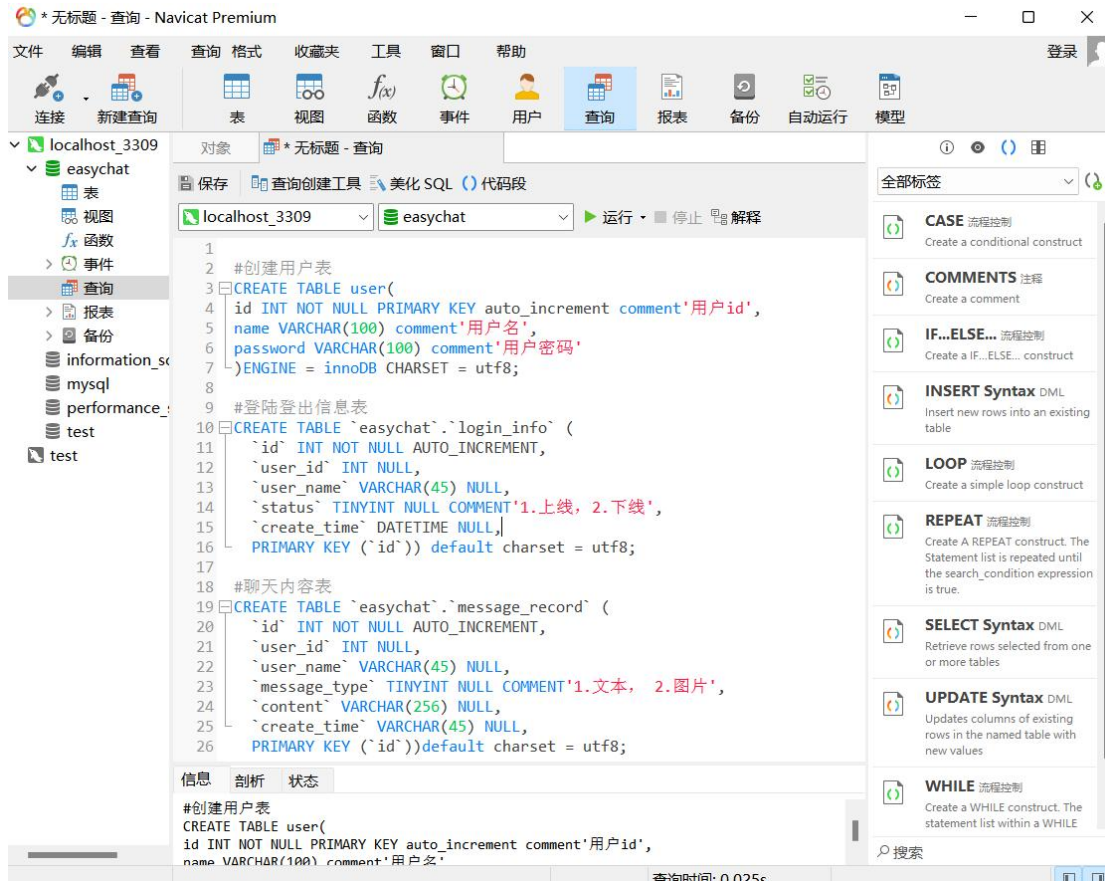 * 无标题 - 查询 - Navicat Premium
文件 编辑 查看 查询 格式 收藏夹 工具 窗口 帮助 登录
连接 新建查询 表 视图 函数 事件 用户 查询 报表 备份 自动运行 模型
localhost_3309
easychat
表
视图
函数
事件
查询
报表
备份
information_sc
mysql
performance_s
test
test
对象 * 无标题 - 查询
保存 查询创建工具 美化 SQL () 代码段
localhost_3309 easychat 运行 停止 解释
1
2 #创建用户表
3 CREATE TABLE user(
4 id INT NOT NULL PRIMARY KEY auto_increment comment'用户id',
5 name VARCHAR(100) comment'用户名',
6 password VARCHAR(100) comment'用户密码'
7 )ENGINE = innoDB CHARSET = utf8;
8
9 #登陆登出信息表
10 CREATE TABLE `easychat`.`login_info` (
11 `id` INT NOT NULL AUTO_INCREMENT,
12 `user_id` INT NULL,
13 `user_name` VARCHAR(45) NULL,
14 `status` TINYINT NULL COMMENT'1.上线，2.下线',
15 `create_time` DATETIME NULL,
16 PRIMARY KEY (`id`)) default charset = utf8;
17
18 #聊天内容表
19 CREATE TABLE `easychat`.`message_record` (
20 `id` INT NOT NULL AUTO_INCREMENT,
21 `user_id` INT NULL,
22 `user_name` VARCHAR(45) NULL,
23 `message_type` TINYINT NULL COMMENT'1.文本， 2.图片',
24 `content` VARCHAR(256) NULL,
25 `create_time` VARCHAR(45) NULL,
26 PRIMARY KEY (`id`))default charset = utf8;
信息 剖析 状态
#创建用户表
CREATE TABLE user(
id INT NOT NULL PRIMARY KEY auto_increment comment'用户id',
name VARCHAR(100) comment'用户名',
查询时间: 0.025s
全部标签
CASE 流程控制
Create a conditional construct
COMMENTS 注释
Create a comment
IF...ELSE... 流程控制
Create a IF...ELSE... construct
INSERT Syntax DML
Insert new rows into an existing
table
LOOP 流程控制
Create a simple loop construct
REPEAT 流程控制
Create A REPEAT construct. The
Statement list is repeated until
the search_condition expression
is true.
SELECT Syntax DML
Retrieve rows selected from one
or more tables
UPDATE Syntax DML
Updates columns of existing
rows in the named table with
new values
WHILE 流程控制
Create a WHILE construct. The
statement list within a WHILE
搜索